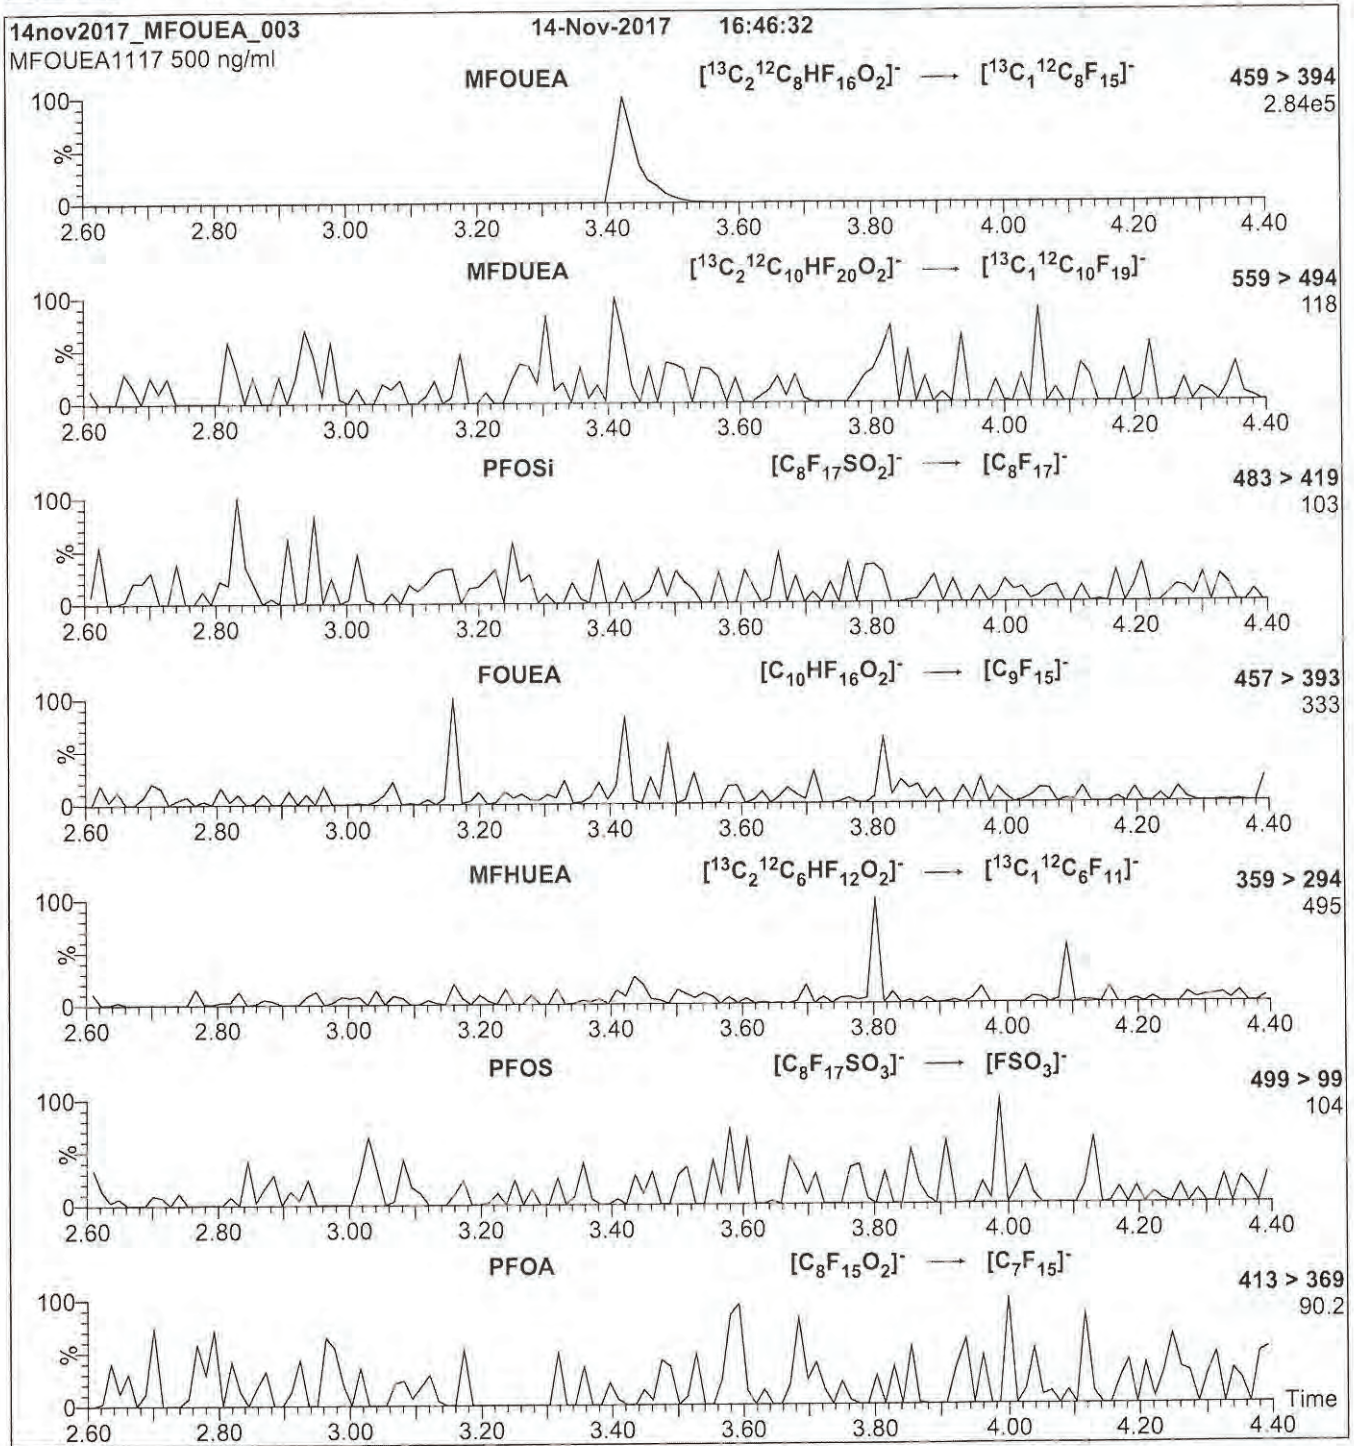 14nov2017_MFOUEA_003 14-Nov-2017 16:46:32
MFOUEA1117 500 ng/ml
MFOUEA [¹³C₂¹²C₈HF₁₆O₂]⁻ → [¹³C₁¹²C₈F₁₅]⁻ 459 > 394
2.84e5
100
%
0
2.60 2.80 3.00 3.20 3.40 3.60 3.80 4.00 4.20 4.40
MFDUEA [¹³C₂¹²C₁₀HF₂₀O₂]⁻ → [¹³C₁¹²C₁₀F₁₉]⁻ 559 > 494
118
100
%
0
2.60 2.80 3.00 3.20 3.40 3.60 3.80 4.00 4.20 4.40
PFOSi [C₈F₁₇SO₂]⁻ → [C₈F₁₇]⁻ 483 > 419
103
100
%
0
2.60 2.80 3.00 3.20 3.40 3.60 3.80 4.00 4.20 4.40
FOUEA [C₁₀HF₁₆O₂]⁻ → [C₉F₁₅]⁻ 457 > 393
333
100
%
0
2.60 2.80 3.00 3.20 3.40 3.60 3.80 4.00 4.20 4.40
MFHUEA [¹³C₂¹²C₆HF₁₂O₂]⁻ → [¹³C₁¹²C₆F₁₁]⁻ 359 > 294
495
100
%
0
2.60 2.80 3.00 3.20 3.40 3.60 3.80 4.00 4.20 4.40
PFOS [C₈F₁₇SO₃]⁻ → [FSO₃]⁻ 499 > 99
104
100
%
0
2.60 2.80 3.00 3.20 3.40 3.60 3.80 4.00 4.20 4.40
PFOA [C₈F₁₅O₂]⁻ → [C₇F₁₅]⁻ 413 > 369
90.2
100
%
0
Time
2.60 2.80 3.00 3.20 3.40 3.60 3.80 4.00 4.20 4.40